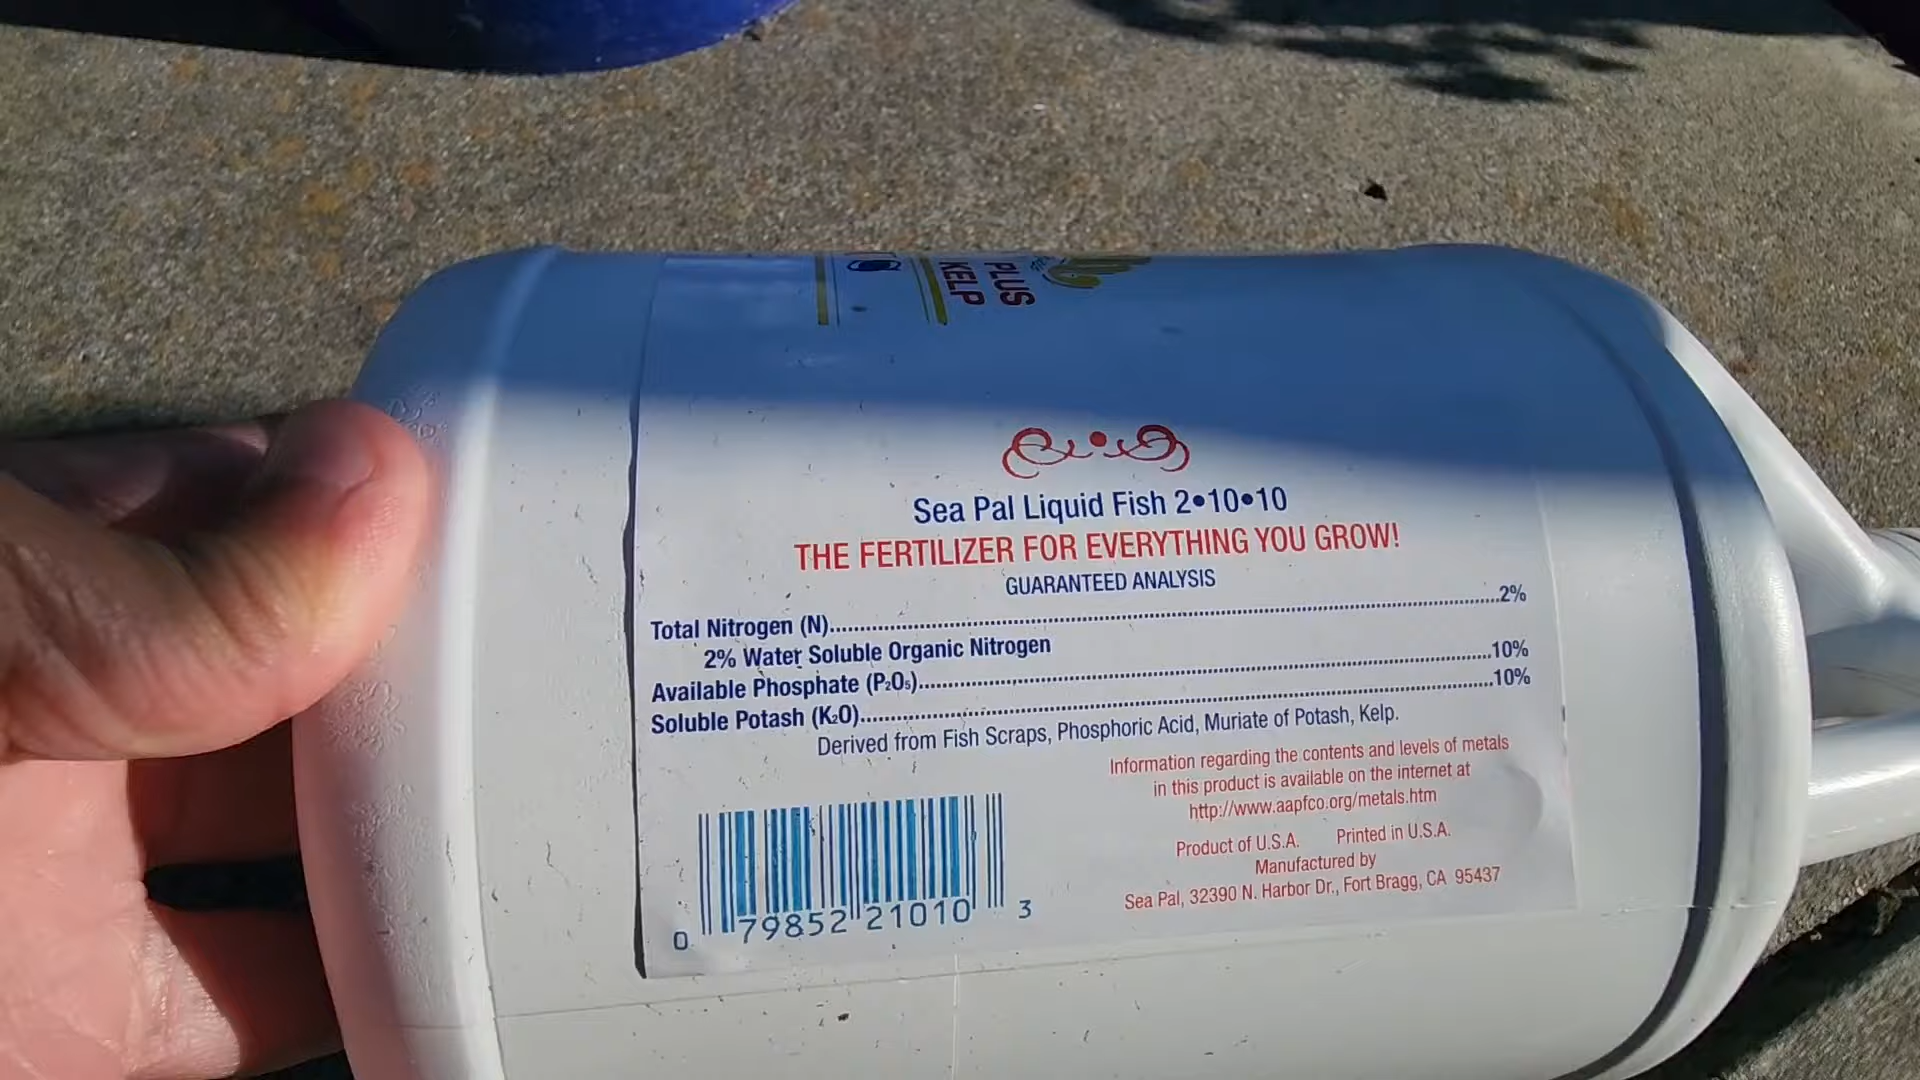 PLUS
KELP
Sea Pal Liquid Fish 2•10•10
THE FERTILIZER FOR EVERYTHING YOU GROW!
GUARANTEED ANALYSIS
Total Nitrogen (N)..........2%
2% Water Soluble Organic Nitrogen
Available Phosphate (P₂O₅)..........10%
Soluble Potash (K₂O)..........10%
Derived from Fish Scraps, Phosphoric Acid, Muriate of Potash, Kelp.
Information regarding the contents and levels of metals
in this product is available on the internet at
http://www.aapfco.org/metals.htm
Product of U.S.A. Printed in U.S.A.
Manufactured by
Sea Pal, 32390 N. Harbor Dr., Fort Bragg, CA 95437
0 79852 21010 3